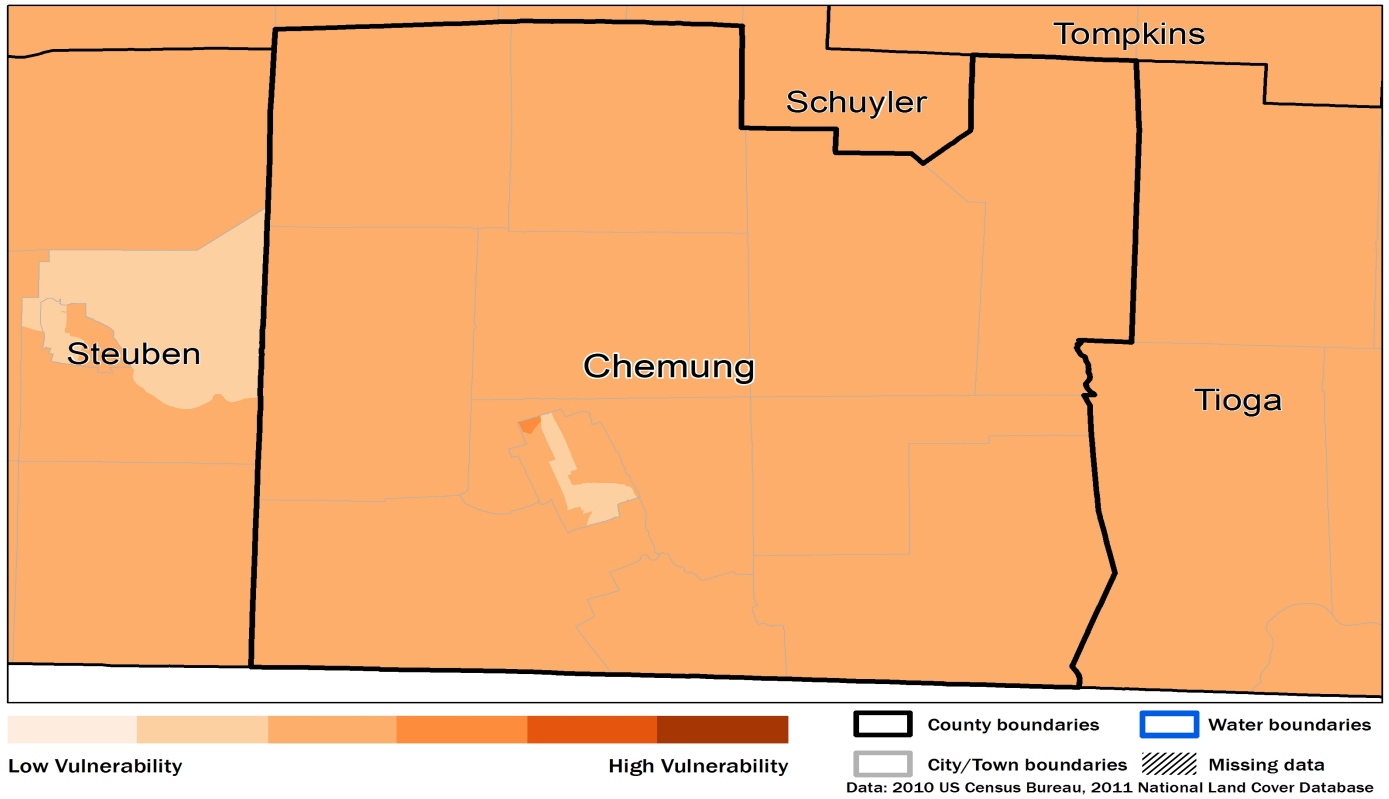 Tompkins
Schuyler
Steuben
Chemung
Tioga
County boundaries
Water boundaries
Low Vulnerability
High Vulnerability
City/Town boundaries
Missing data
Data: 2010 US Census Bureau, 2011 National Land Cover Database